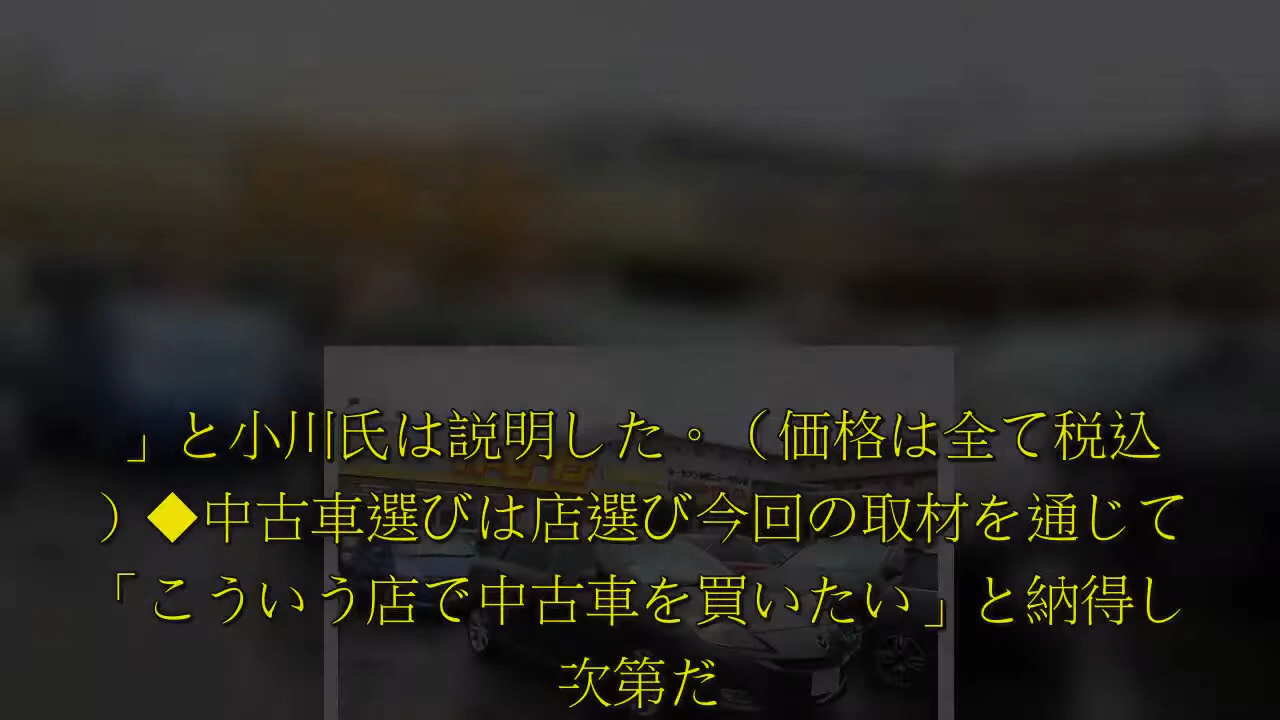 」と小川氏は説明した。（価格は全て税込
）◆中古車選びは店選び今回の取材を通じて
「こういう店で中古車を買いたい」と納得し
次第だ